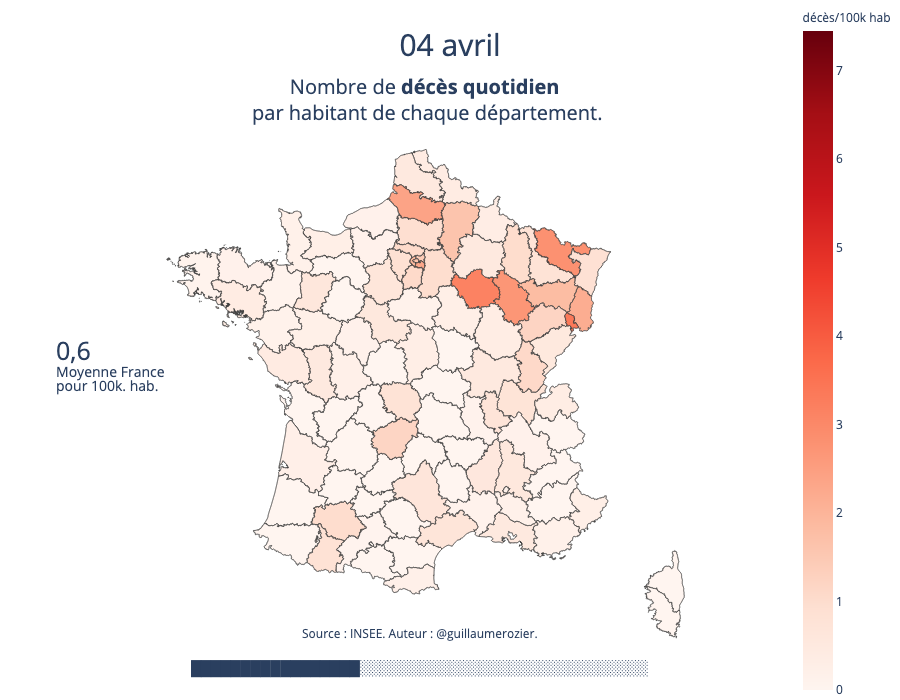 décès/100k hab
04 avril
Nombre de décès quotidien
par habitant de chaque département.
7
6
5
4
3
2
1
0
0,6
Moyenne France
pour 100k. hab.
Source : INSEE. Auteur : @guillaumerozier.